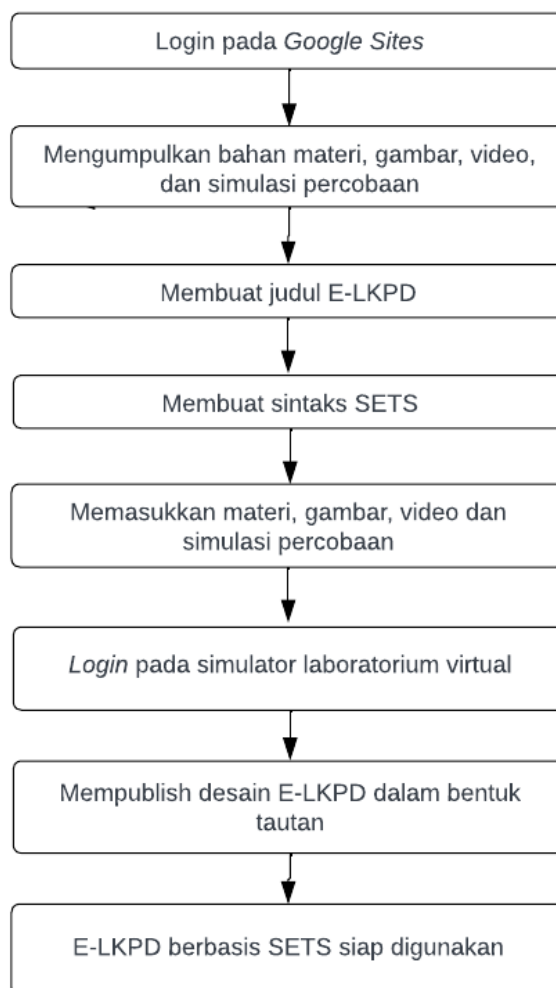 Login pada Google Sites
Mengumpulkan bahan materi, gambar, video,
dan simulasi percobaan
Membuat judul E-LKPD
Membuat sintaks SETS
Memasukkan materi, gambar, video dan
simulasi percobaan
Login pada simulator laboratorium virtual
Mempublish desain E-LKPD dalam bentuk
tautan
E-LKPD berbasis SETS siap digunakan